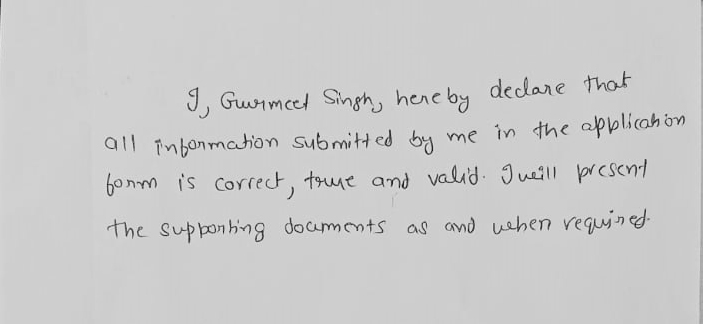 I, Gurmeet Singh, hereby declare that
all information submitted by me in the application
form is correct, true and valid. I will present
the supporting documents as and when required.